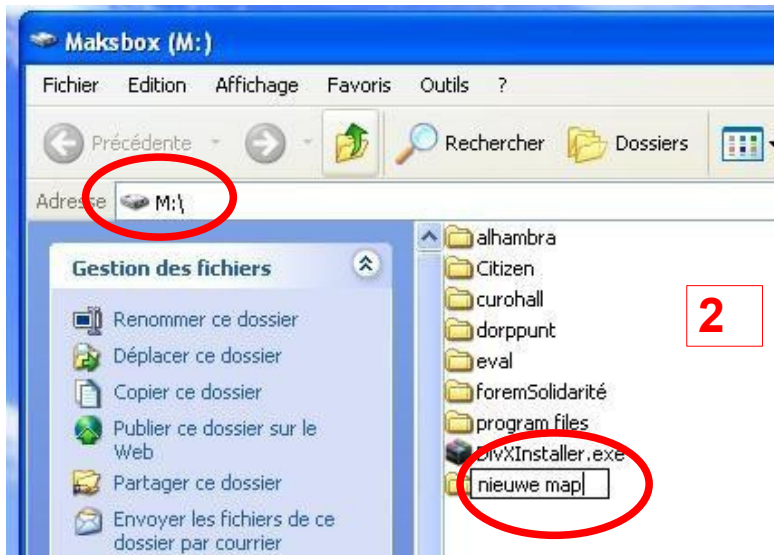 Maksbox (M:)
Fichier Edition Affichage Favoris Outils ?
Précédente Rechercher Dossiers
Adresse M:\
Gestion des fichiers
Renommer ce dossier
Déplacer ce dossier
Copier ce dossier
Publier ce dossier sur le
Web
Partager ce dossier
Envoyer les fichiers de ce
dossier par courrier
alhambra
Citizen
curohall
dorppunt
eval
foremSolidarité
program files
DivXInstaller.exe
nieuwe map
2